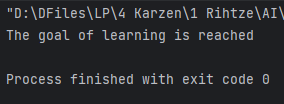 "D:\DFiles\LP\4 Karzen\1 Rihtze\AI\
The goal of learning is reached
Process finished with exit code 0